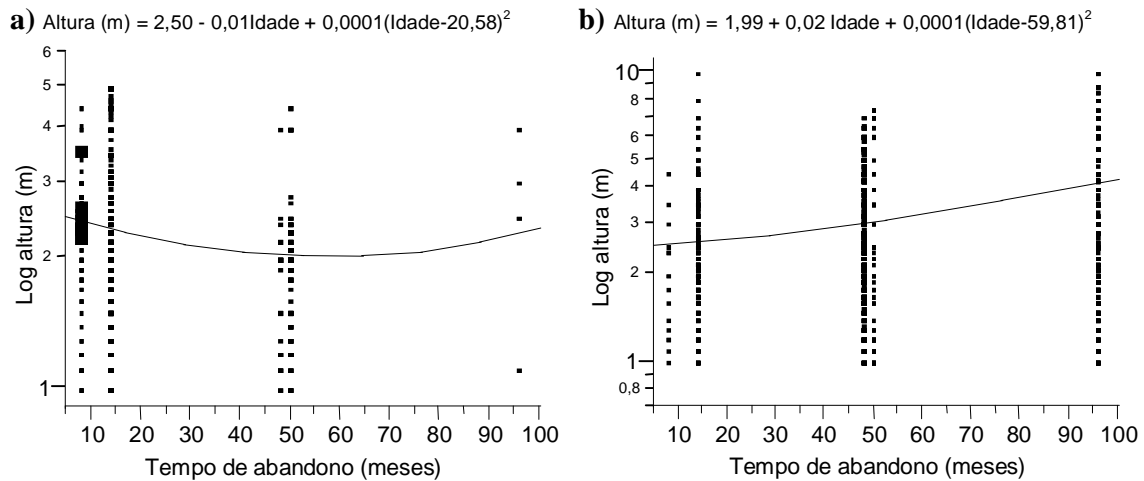 a) Altura (m) = 2,50 - 0,01Idade + 0,0001(Idade-20,58)²
6
5
4
3
2
1
Log altura (m)
10 20 30 40 50 60 70 80 90 100
Tempo de abandono (meses)
b) Altura (m) = 1,99 + 0,02 Idade + 0,0001(Idade-59,81)²
10
8
6
5
4
3
2
1
0,8
Log altura (m)
10 20 30 40 50 60 70 80 90 100
Tempo de abandono (meses)